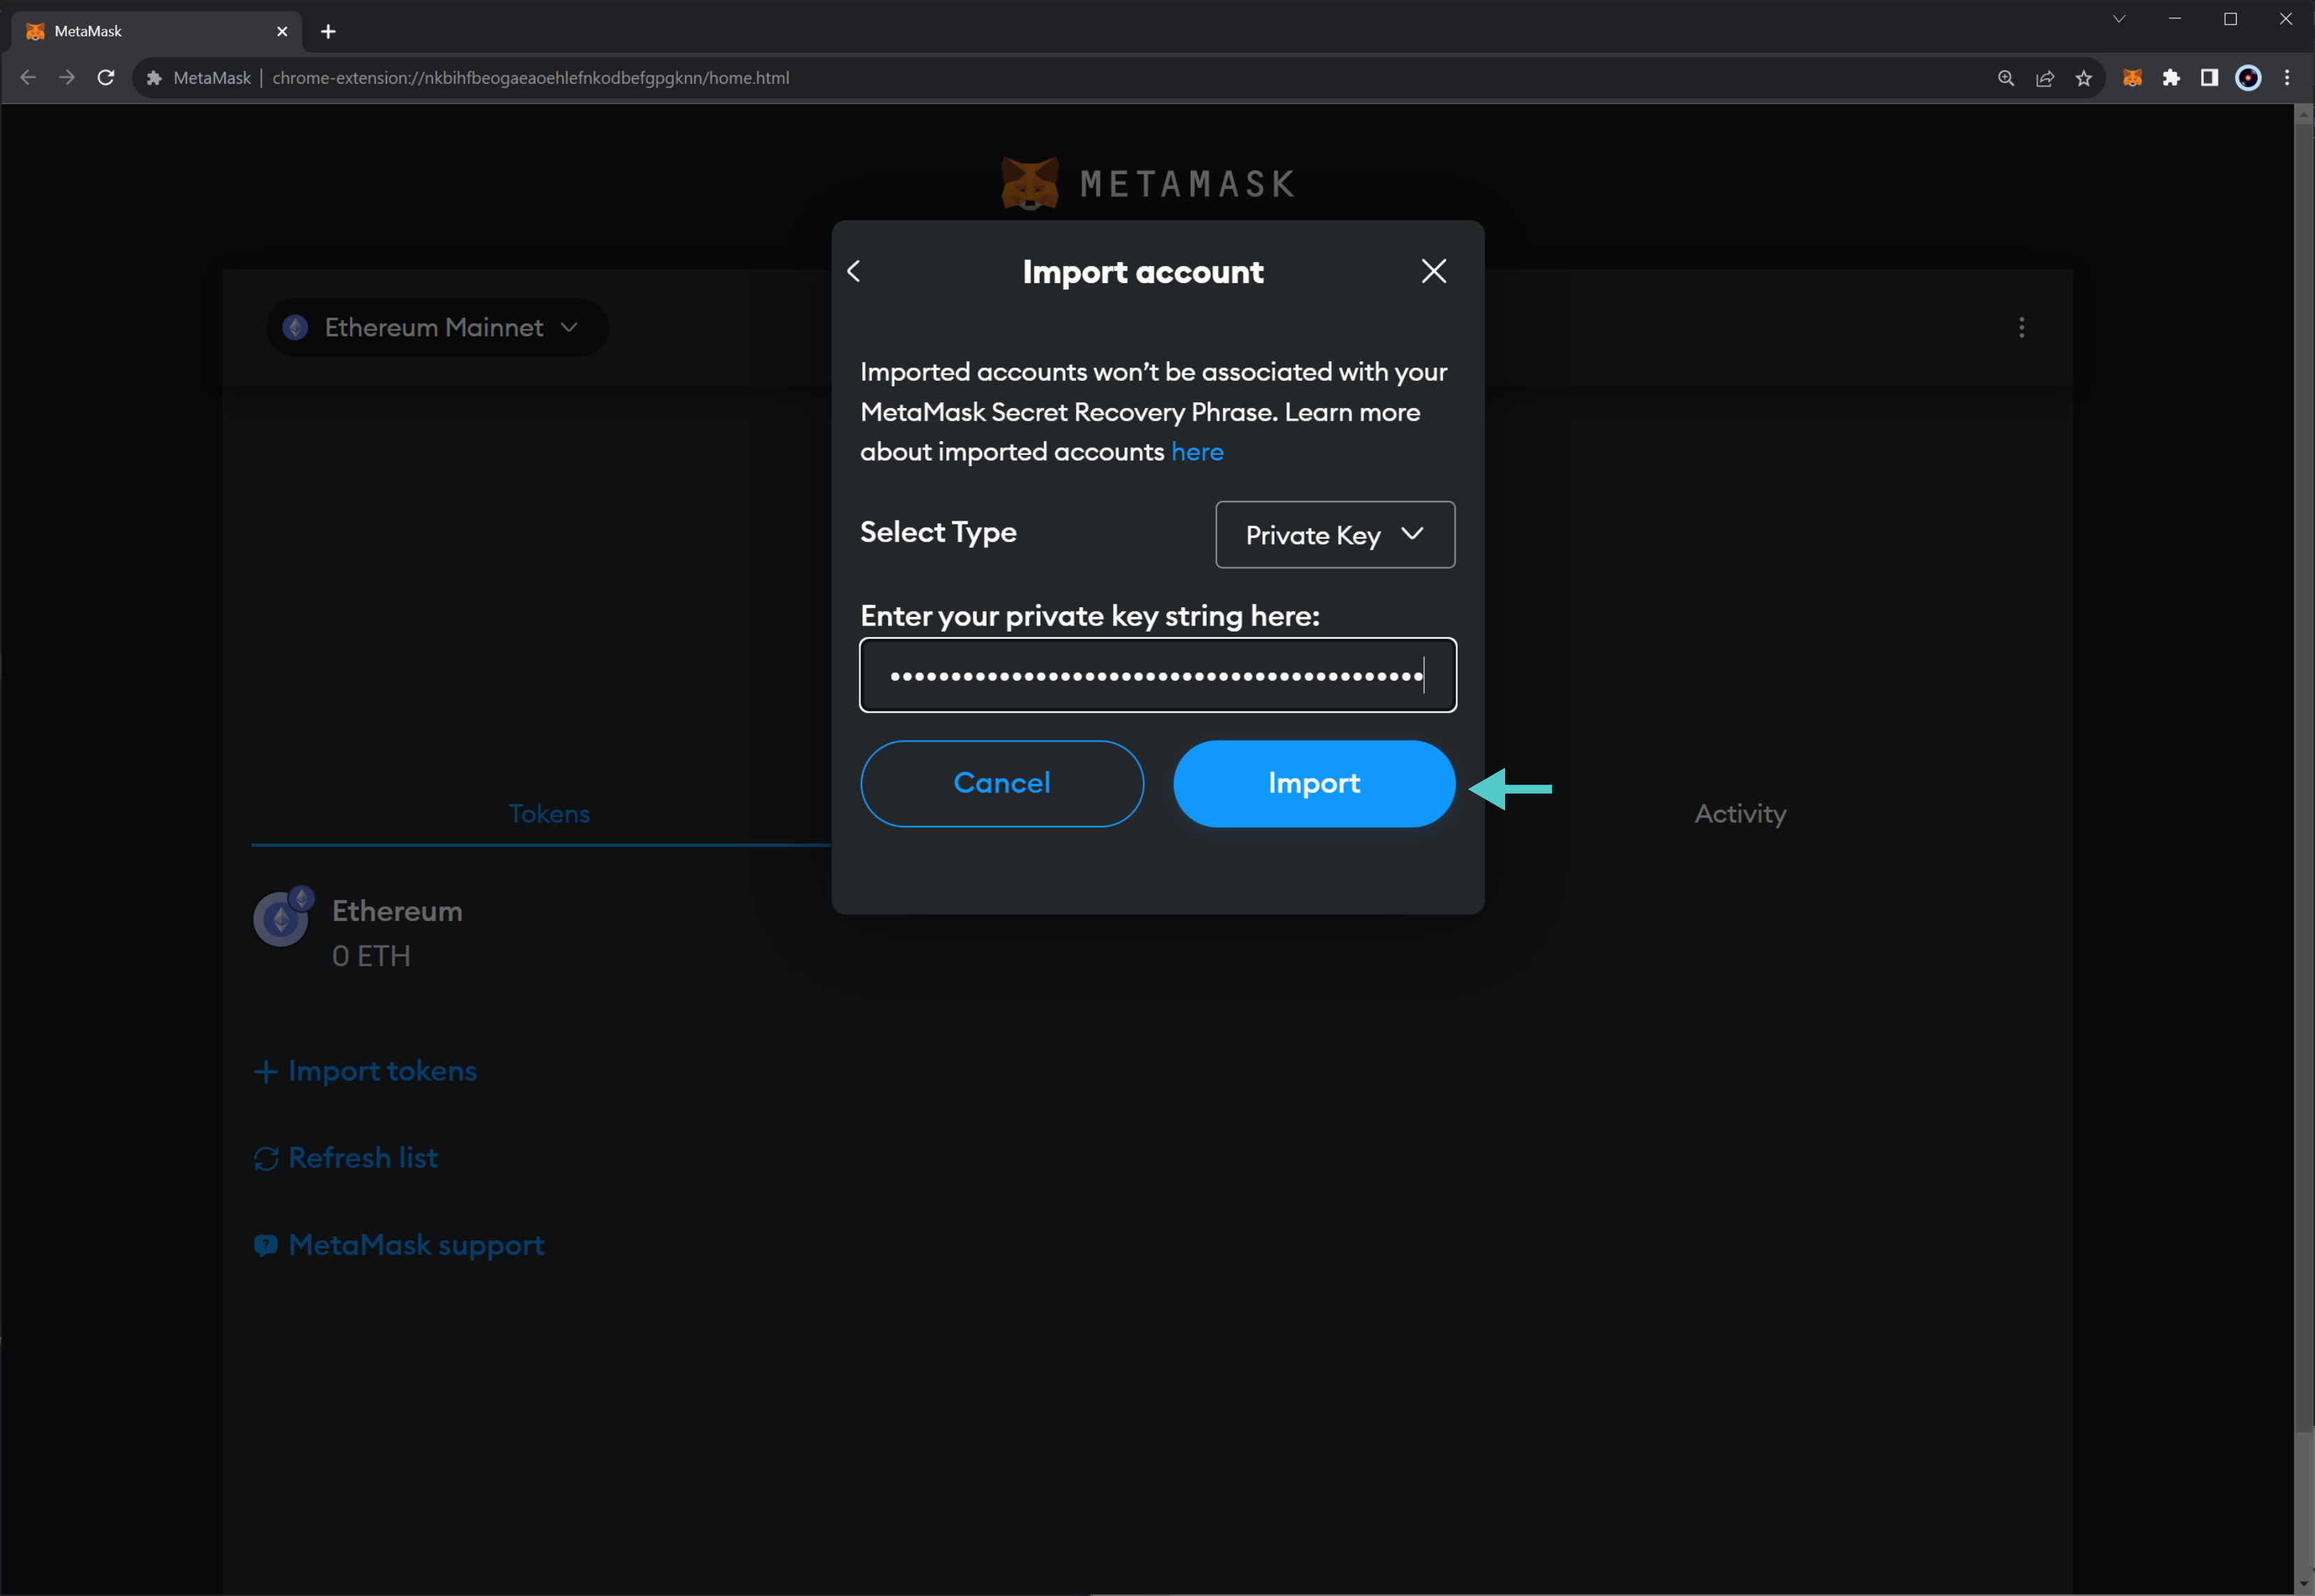 MetaMask
MetaMask | chrome-extension://nkbihfbeogaeaoehlefnkodbefgpgknn/home.html
METAMASK
Ethereum Mainnet
Import account
Imported accounts won’t be associated with your
MetaMask Secret Recovery Phrase. Learn more
about imported accounts here
Select Type
Private Key
Enter your private key string here:
Cancel
Import
Tokens
Activity
Ethereum
0 ETH
Import tokens
Refresh list
MetaMask support